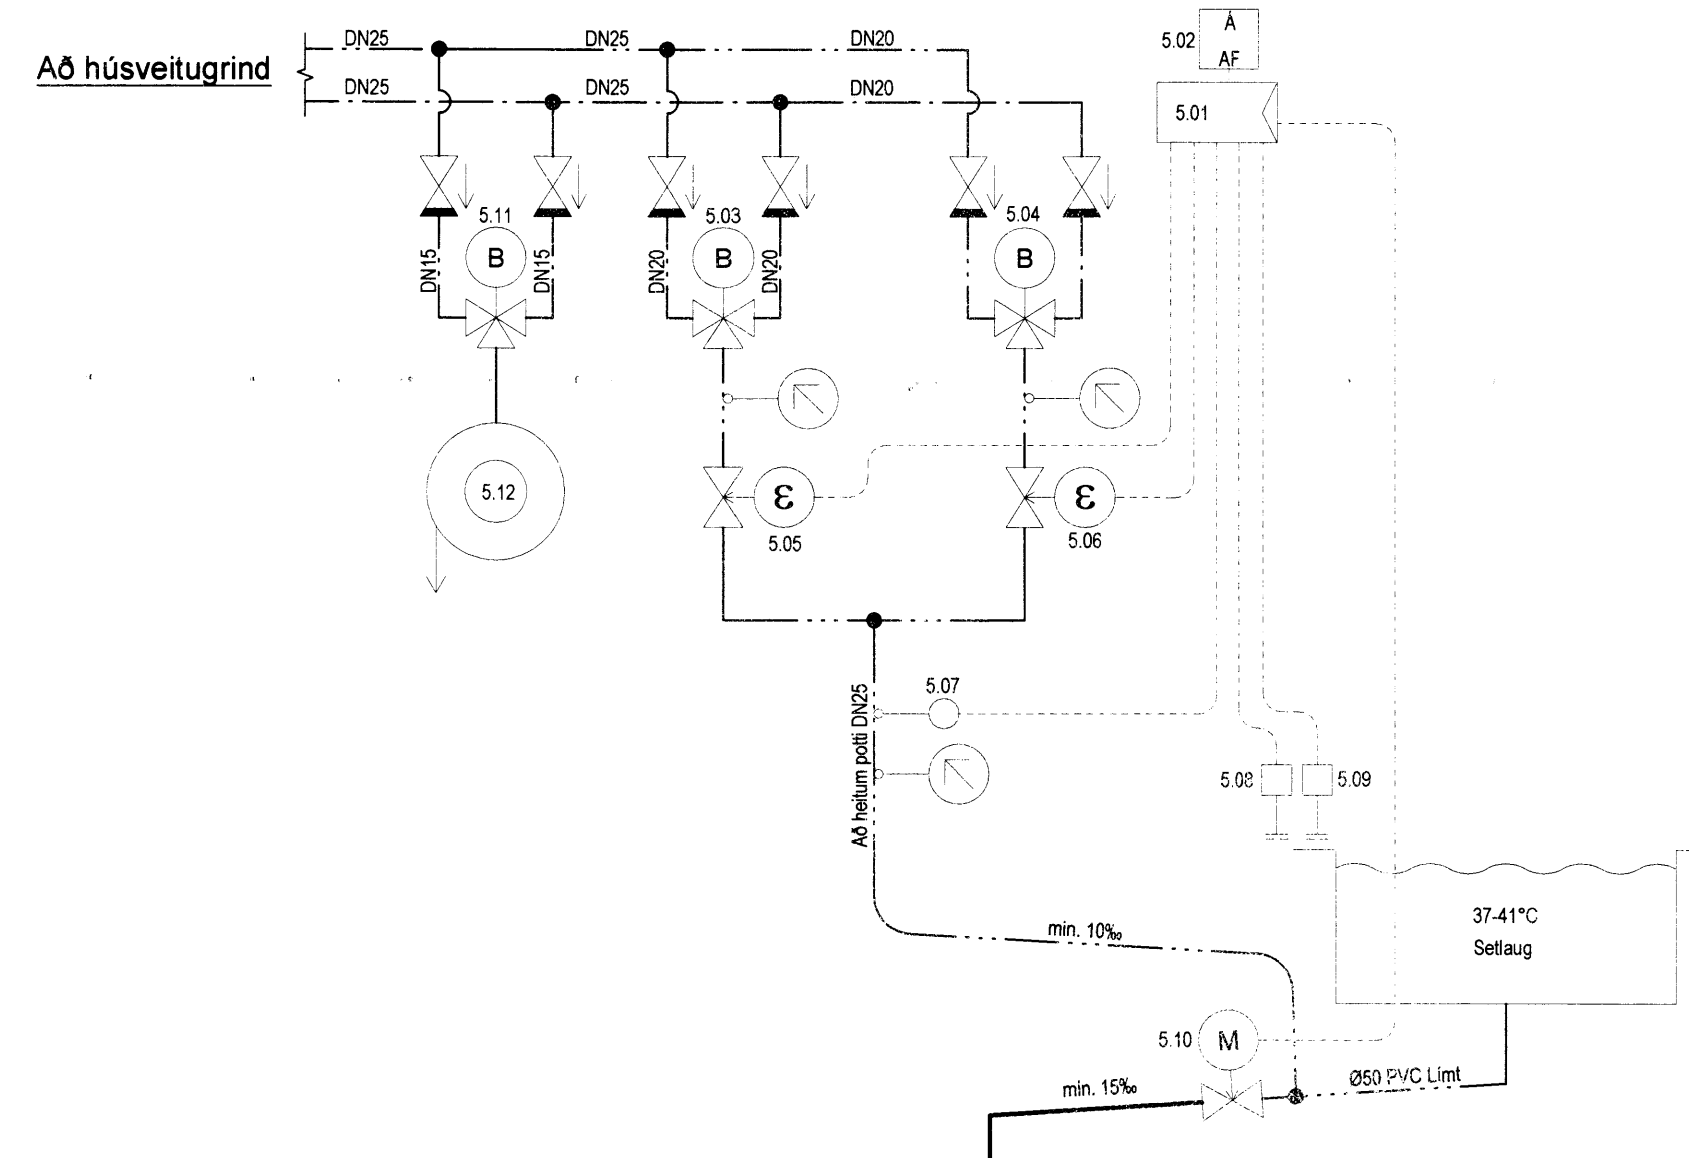 DN25 DN25 DN20
Að húsveitugrind
DN25 DN25 DN20
5.02 Á
AF
5.01
5.11 5.03 5.04
B B B
DN15 DN15 DN20 DN20
5.12
ε ε
5.05 5.06
5.07
Að heitum potti DN25
5.08 5.09
37-41°C
Setlaug
min. 10‰
5.10 M
min. 15‰
Ø50 PVC Límt